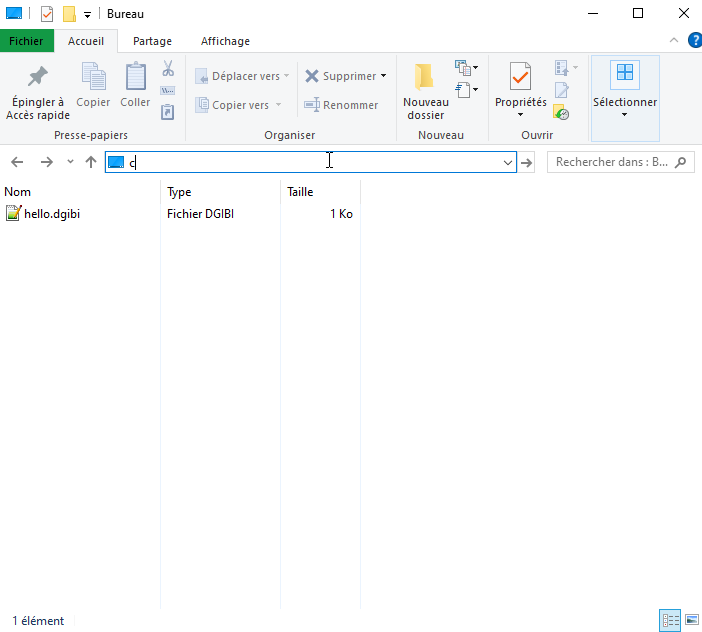 Bureau
Fichier Accueil Partage Affichage
Épingler à Accès rapide
Copier
Coller
Déplacer vers
Copier vers
Supprimer
Renommer
Nouveau dossier
Propriétés
Sélectionner
Presse-papiers Organiser Nouveau Ouvrir
c
Rechercher dans : B...
Nom Type Taille
hello.dgibi Fichier DGIBI 1 Ko
1 élément